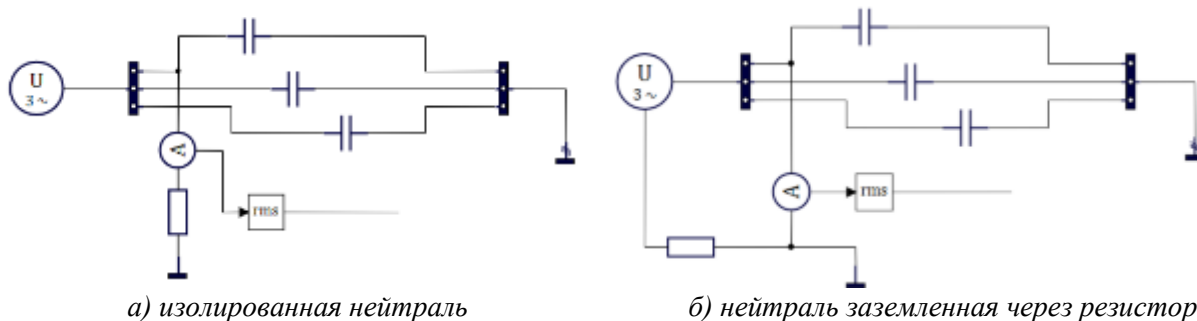 U
3 ~
A
rms
U
3 ~
A
rms
а) изолированная нейтраль
б) нейтраль заземленная через резистор